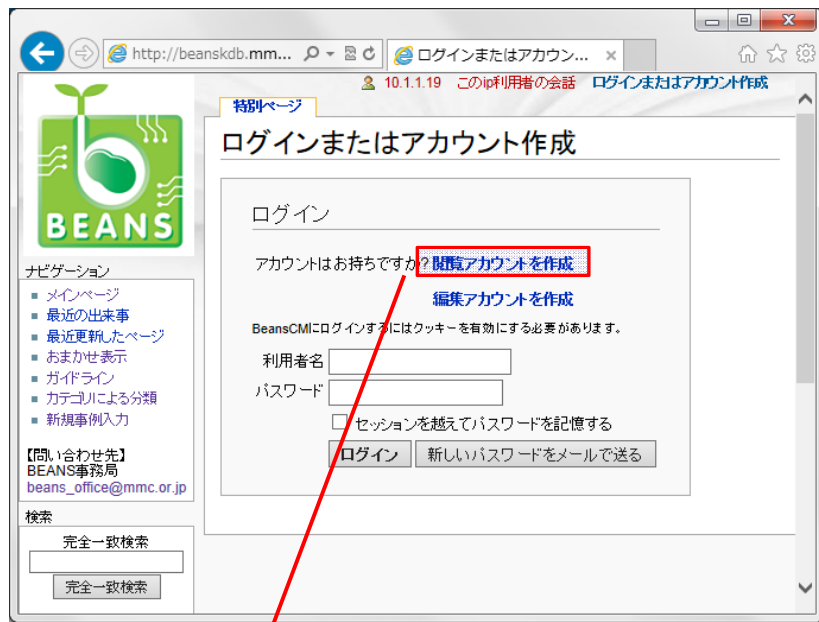 http://beanskdb.mm...
ログインまたはアカウン...
10.1.1.19 このip利用者の会話 ログインまたはアカウント作成
特別ページ
ログインまたはアカウント作成
BEANS
ログイン
アカウントはお持ちですか?閲覧アカウントを作成
編集アカウントを作成
BeansCMにログインするにはクッキーを有効にする必要があります。
利用者名
パスワード
セッションを越えてパスワードを記憶する
ログイン 新しいパスワードをメールで送る
ナビゲーション
メインページ
最近の出来事
最近更新したページ
おまかせ表示
ガイドライン
カテゴリによる分類
新規事例入力
【問い合わせ先】
BEANS事務局
beans_office@mmc.or.jp
検索
完全一致検索
完全一致検索